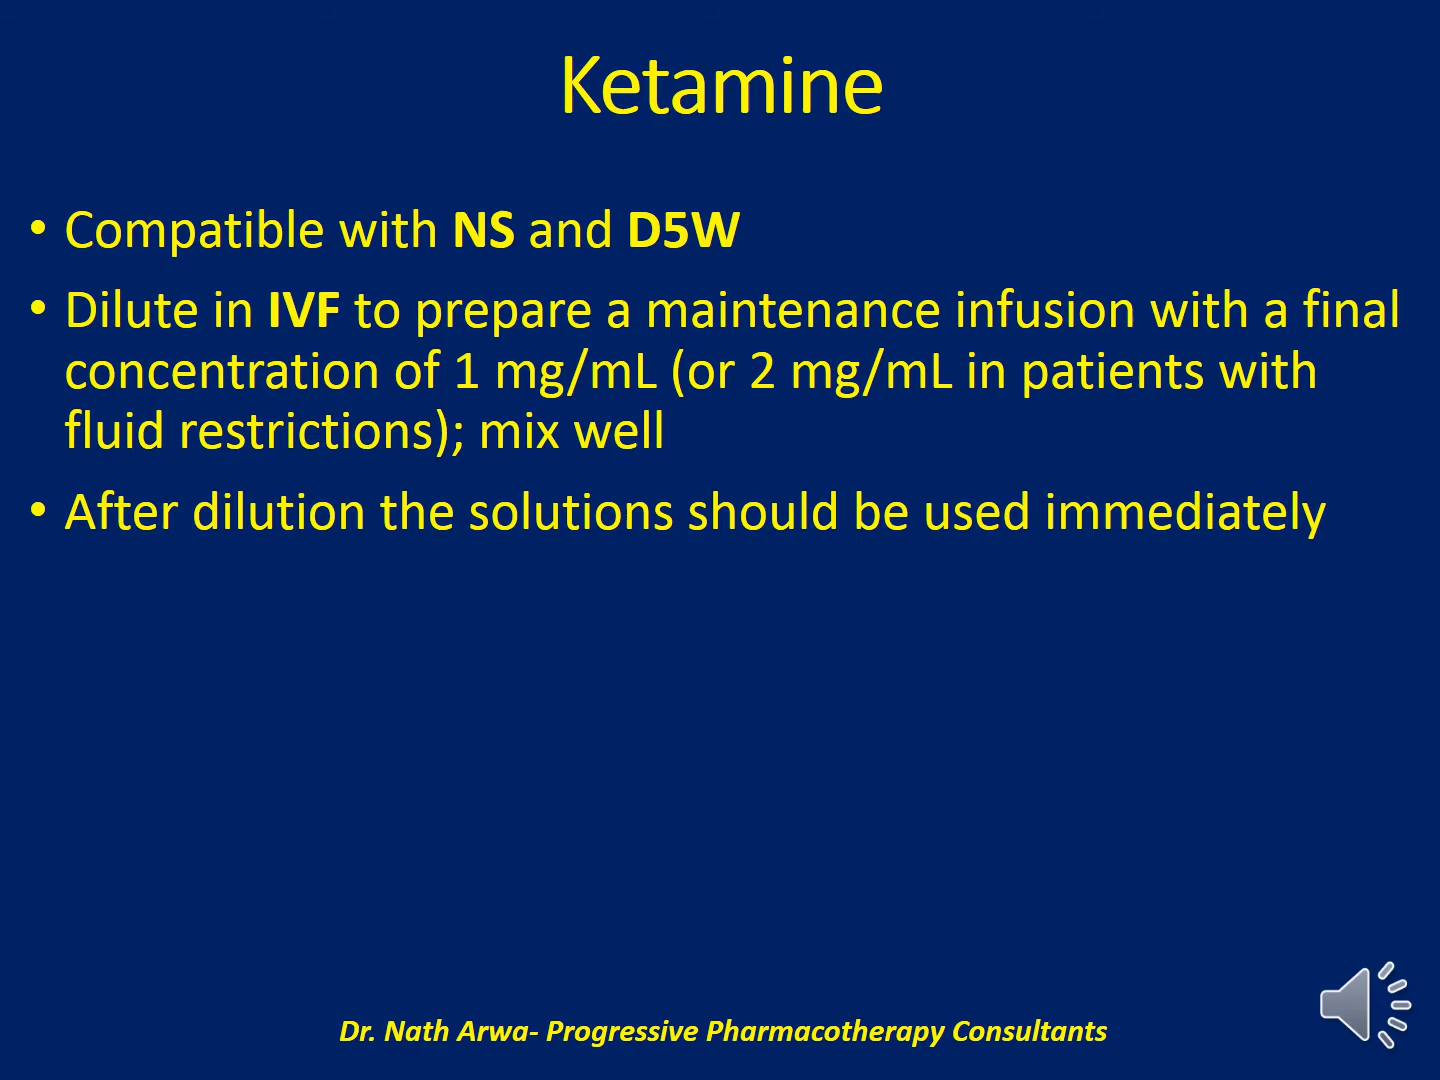 Ketamine
• Compatible with NS and D5W
• Dilute in IVF to prepare a maintenance infusion with a final
concentration of 1 mg/mL (or 2 mg/mL in patients with
fluid restrictions); mix well
• After dilution the solutions should be used immediately
Dr. Nath Arwa- Progressive Pharmacotherapy Consultants